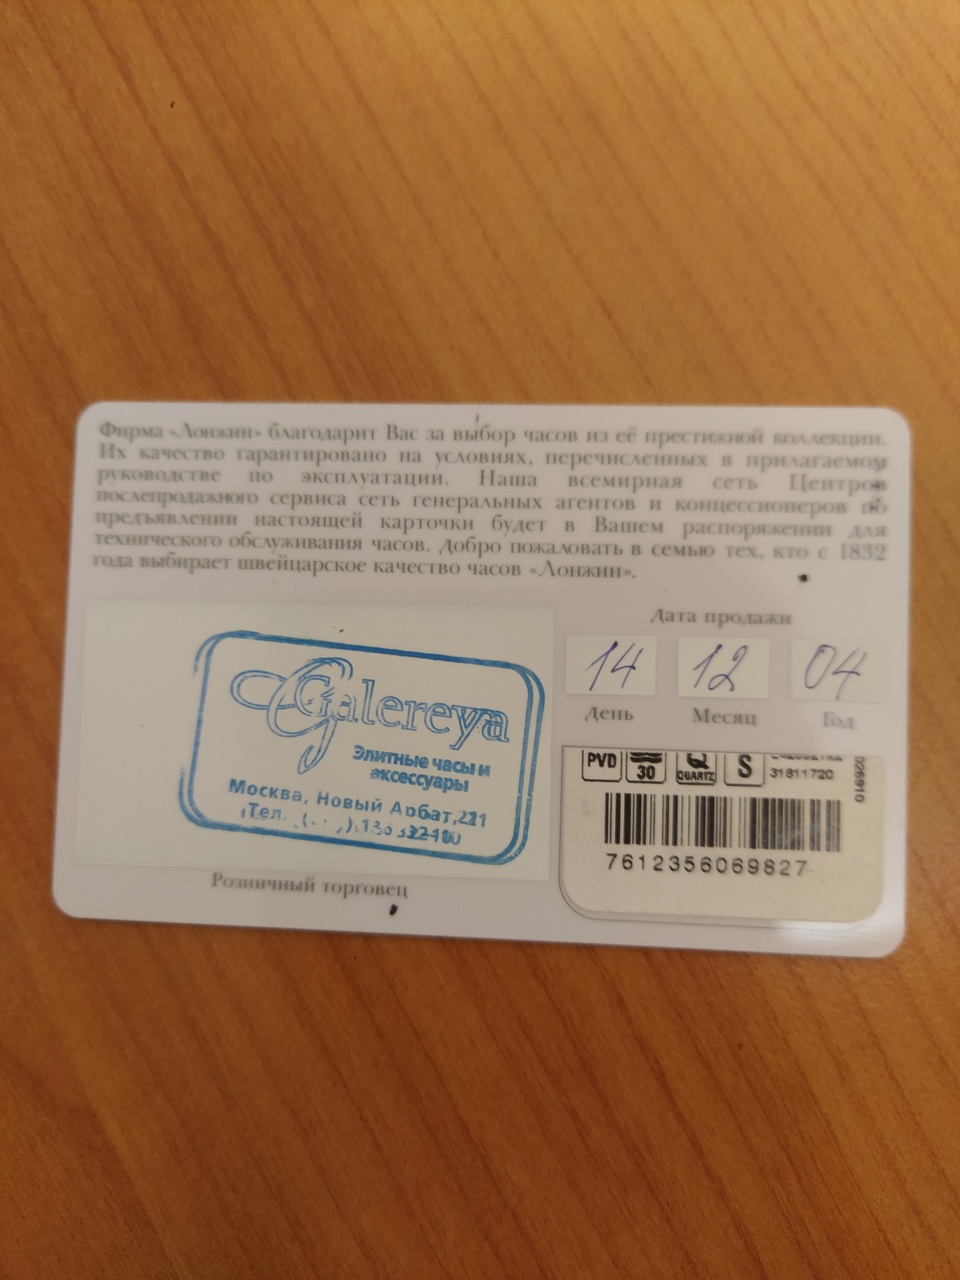 Фирма «Лонжин» благодарит Вас за выбор часов из её престижной коллекции.
Их качество гарантировано на условиях, перечисленных в прилагаемом
руководстве по эксплуатации. Наша всемирная сеть Центров
послепродажного сервиса сеть генеральных агентов и концессионеров по
предъявлении настоящей карточки будет в Вашем распоряжении для
технического обслуживания часов. Добро пожаловать в семью тех, кто с 1832
года выбирает швейцарское качество часов «Лонжин».
Дата продажи
14 12 04
День Месяц Год
Galereya
Элитные часы и
аксессуары
Москва, Новый Арбат,
Тел.
Розничный торговец
PVD 30 QUARTZ S 31811720
026910
7612356069827